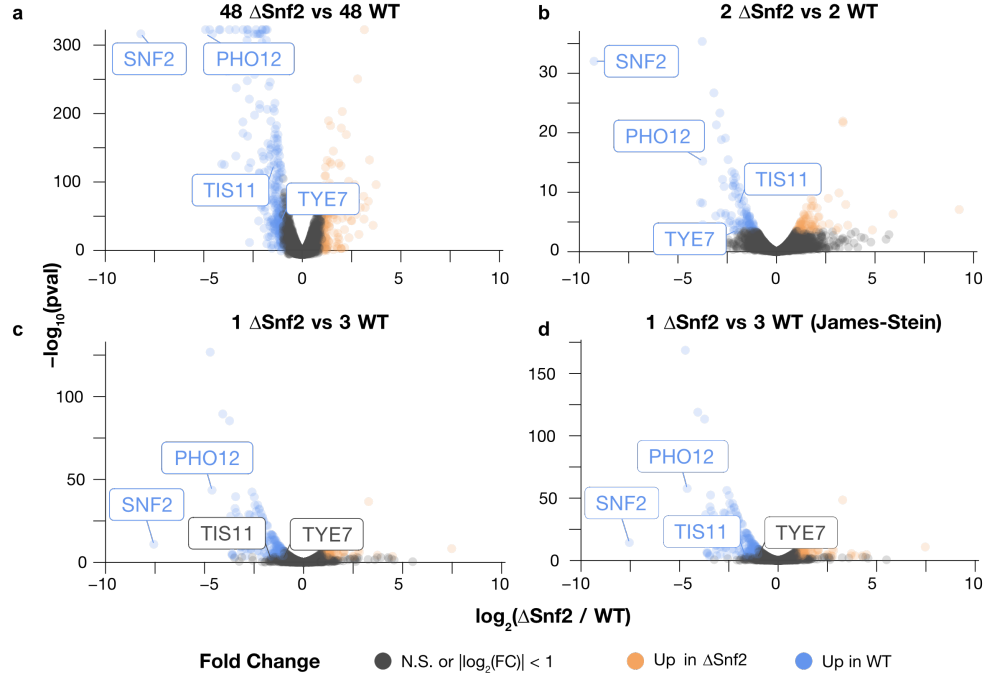 a
48 ΔSnf2 vs 48 WT
300
200
100
0
−10
−5
0
5
10
SNF2
PHO12
TIS11
TYE7
b
2 ΔSnf2 vs 2 WT
30
20
10
0
−10
−5
0
5
10
SNF2
PHO12
TIS11
TYE7
−log10(pval)
c
1 ΔSnf2 vs 3 WT
100
50
0
−10
−5
0
5
10
PHO12
SNF2
TIS11
TYE7
d
1 ΔSnf2 vs 3 WT (James-Stein)
150
100
50
0
−10
−5
0
5
10
PHO12
SNF2
TIS11
TYE7
log2(ΔSnf2 / WT)
Fold Change
N.S. or |log2(FC)| < 1
Up in ΔSnf2
Up in WT